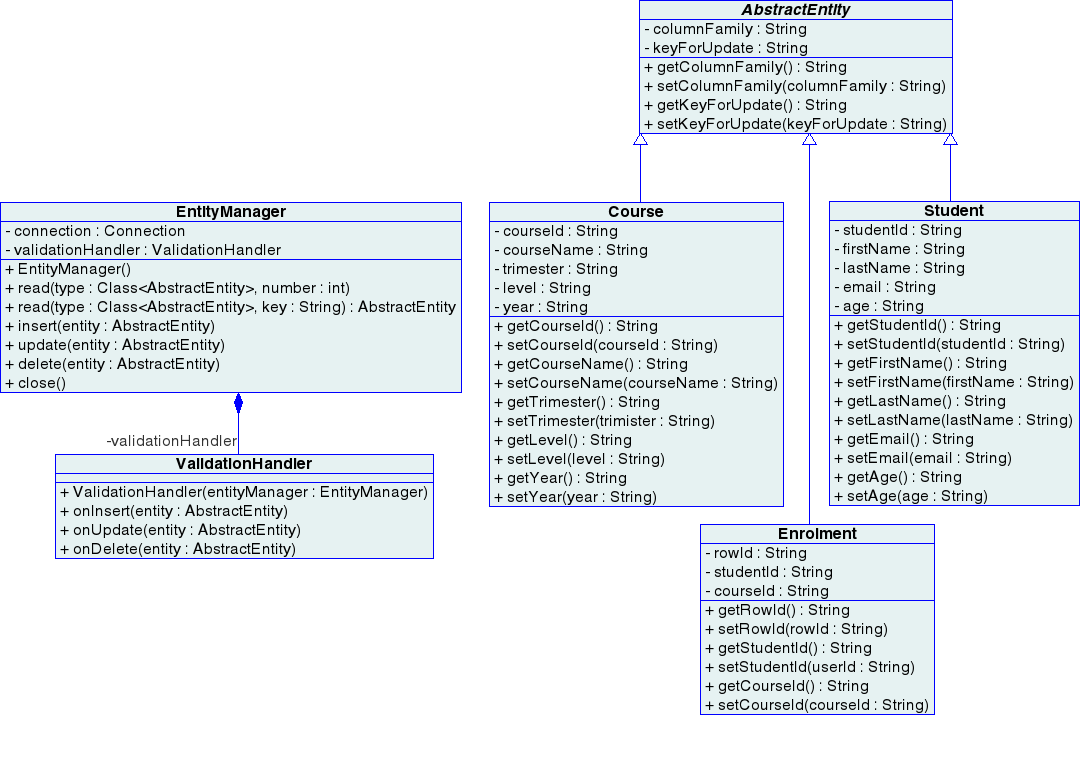 AbstractEntity
- columnFamily : String
- keyForUpdate : String
+ getColumnFamily() : String
+ setColumnFamily(columnFamily : String)
+ getKeyForUpdate() : String
+ setKeyForUpdate(keyForUpdate : String)
EntityManager
- connection : Connection
- validationHandler : ValidationHandler
+ EntityManager()
+ read(type : Class<AbstractEntity>, number : int)
+ read(type : Class<AbstractEntity>, key : String) : AbstractEntity
+ insert(entity : AbstractEntity)
+ update(entity : AbstractEntity)
+ delete(entity : AbstractEntity)
+ close()
-validationHandler
ValidationHandler
+ ValidationHandler(entityManager : EntityManager)
+ onInsert(entity : AbstractEntity)
+ onUpdate(entity : AbstractEntity)
+ onDelete(entity : AbstractEntity)
Course
- courseId : String
- courseName : String
- trimester : String
- level : String
- year : String
+ getCourseId() : String
+ setCourseId(courseId : String)
+ getCourseName() : String
+ setCourseName(courseName : String)
+ getTrimester() : String
+ setTrimester(trimister : String)
+ getLevel() : String
+ setLevel(level : String)
+ getYear() : String
+ setYear(year : String)
Student
- studentId : String
- firstName : String
- lastName : String
- email : String
- age : String
+ getStudentId() : String
+ setStudentId(studentId : String)
+ getFirstName() : String
+ setFirstName(firstName : String)
+ getLastName() : String
+ setLastName(lastName : String)
+ getEmail() : String
+ setEmail(email : String)
+ getAge() : String
+ setAge(age : String)
Enrolment
- rowId : String
- studentId : String
- courseId : String
+ getRowId() : String
+ setRowId(rowId : String)
+ getStudentId() : String
+ setStudentId(userId : String)
+ getCourseId() : String
+ setCourseId(courseId : String)